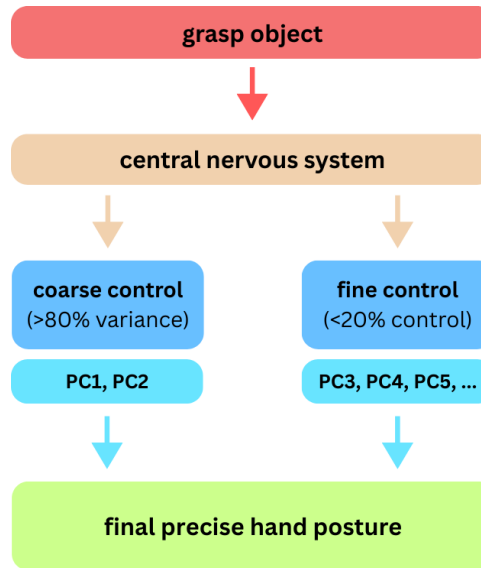 grasp object
central nervous system
coarse control
(>80% variance)
fine control
(<20% control)
PC1, PC2
PC3, PC4, PC5, ...
final precise hand posture